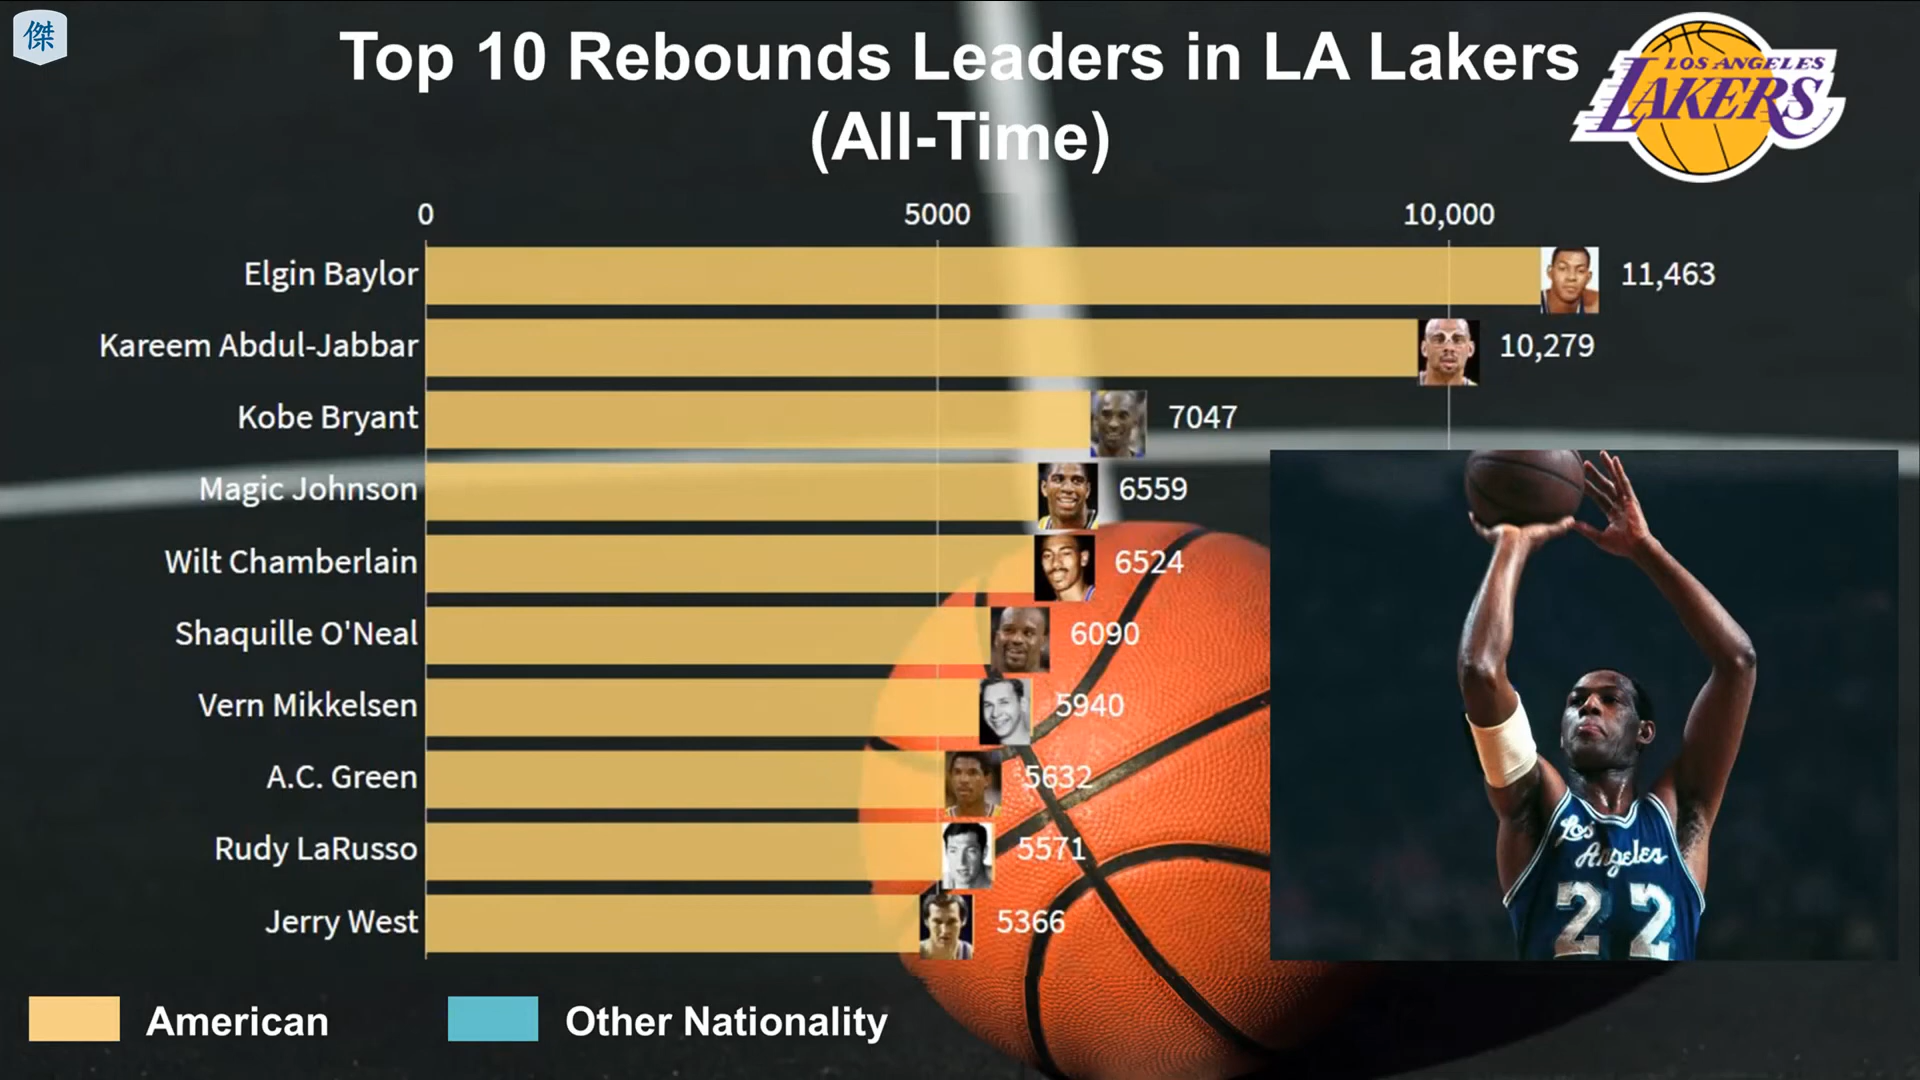 傑
Top 10 Rebounds Leaders in LA Lakers
(All-Time)
LOS ANGELES
LAKERS
0 5000 10,000
Elgin Baylor 11,463
Kareem Abdul-Jabbar 10,279
Kobe Bryant 7047
Magic Johnson 6559
Wilt Chamberlain 6524
Shaquille O'Neal 6090
Vern Mikkelsen 5940
A.C. Green 5632
Rudy LaRusso 5571
Jerry West 5366
Los
Angeles
22
American Other Nationality